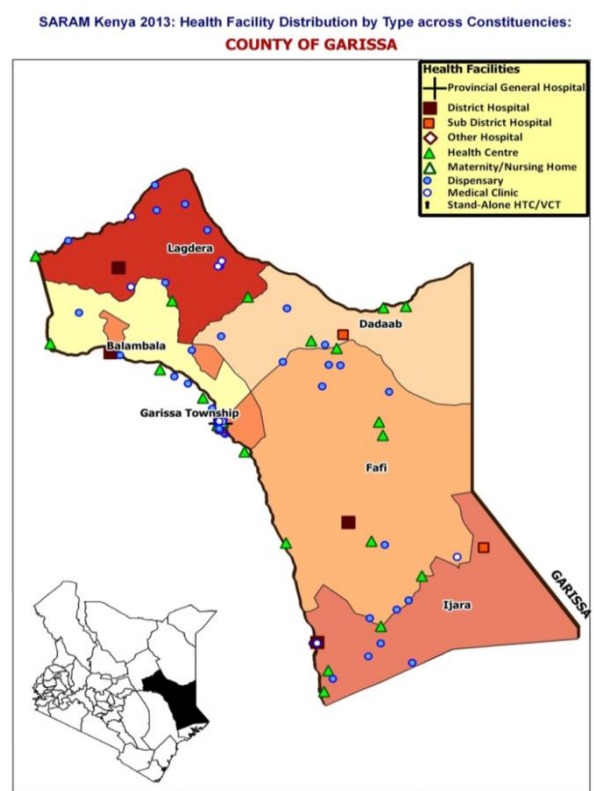 SARAM Kenya 2013: Health Facility Distribution by Type across Constituencies:
COUNTY OF GARISSA
Health Facilities
Provincial General Hospital
District Hospital
Sub District Hospital
Other Hospital
Health Centre
Maternity/Nursing Home
Dispensary
Medical Clinic
Stand-Alone HTC/VCT
Lagdera
Dadaab
Balambala
Garissa Township
Fafi
GARISSA
Ijara